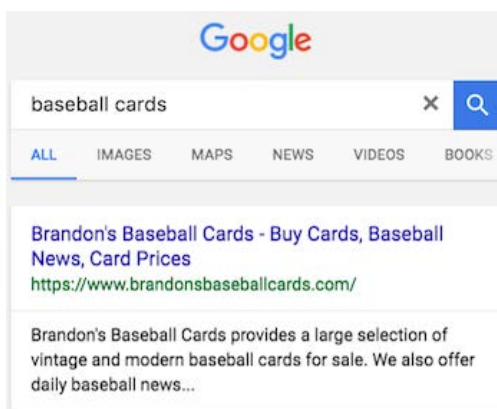 Google
baseball cards
ALL IMAGES MAPS NEWS VIDEOS BOOKS
Brandon's Baseball Cards - Buy Cards, Baseball
News, Card Prices
https://www.brandonsbaseballcards.com/
Brandon's Baseball Cards provides a large selection of
vintage and modern baseball cards for sale. We also offer
daily baseball news...